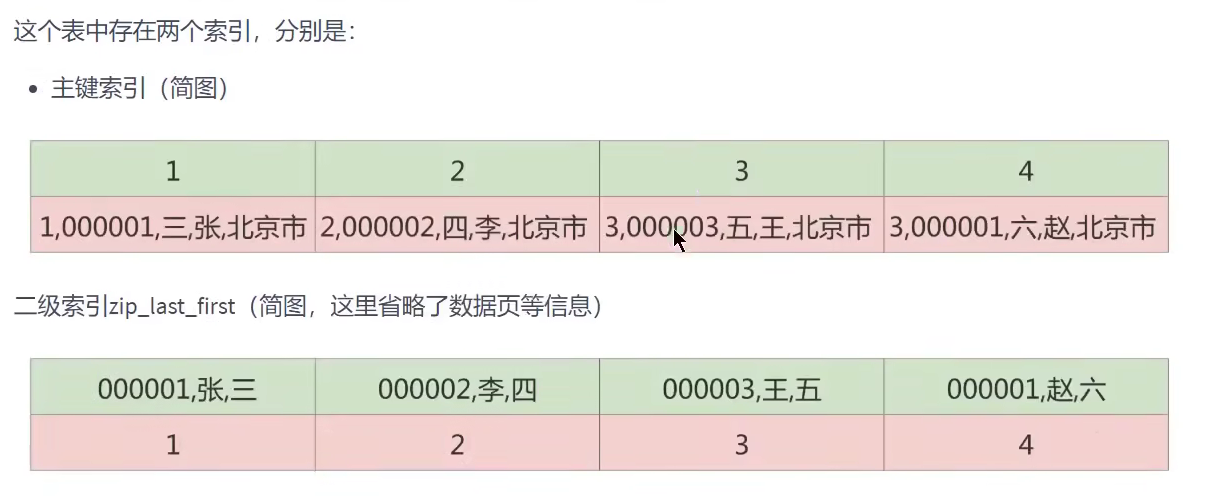 这个表中存在两个索引，分别是：
主键索引（简图）
1 2 3 4
1,000001,三,张,北京市 2,000002,四,李,北京市 3,000003,五,王,北京市 3,000001,六,赵,北京市
二级索引zip_last_first（简图，这里省略了数据页等信息）
000001,张,三 000002,李,四 000003,王,五 000001,赵,六
1 2 3 4